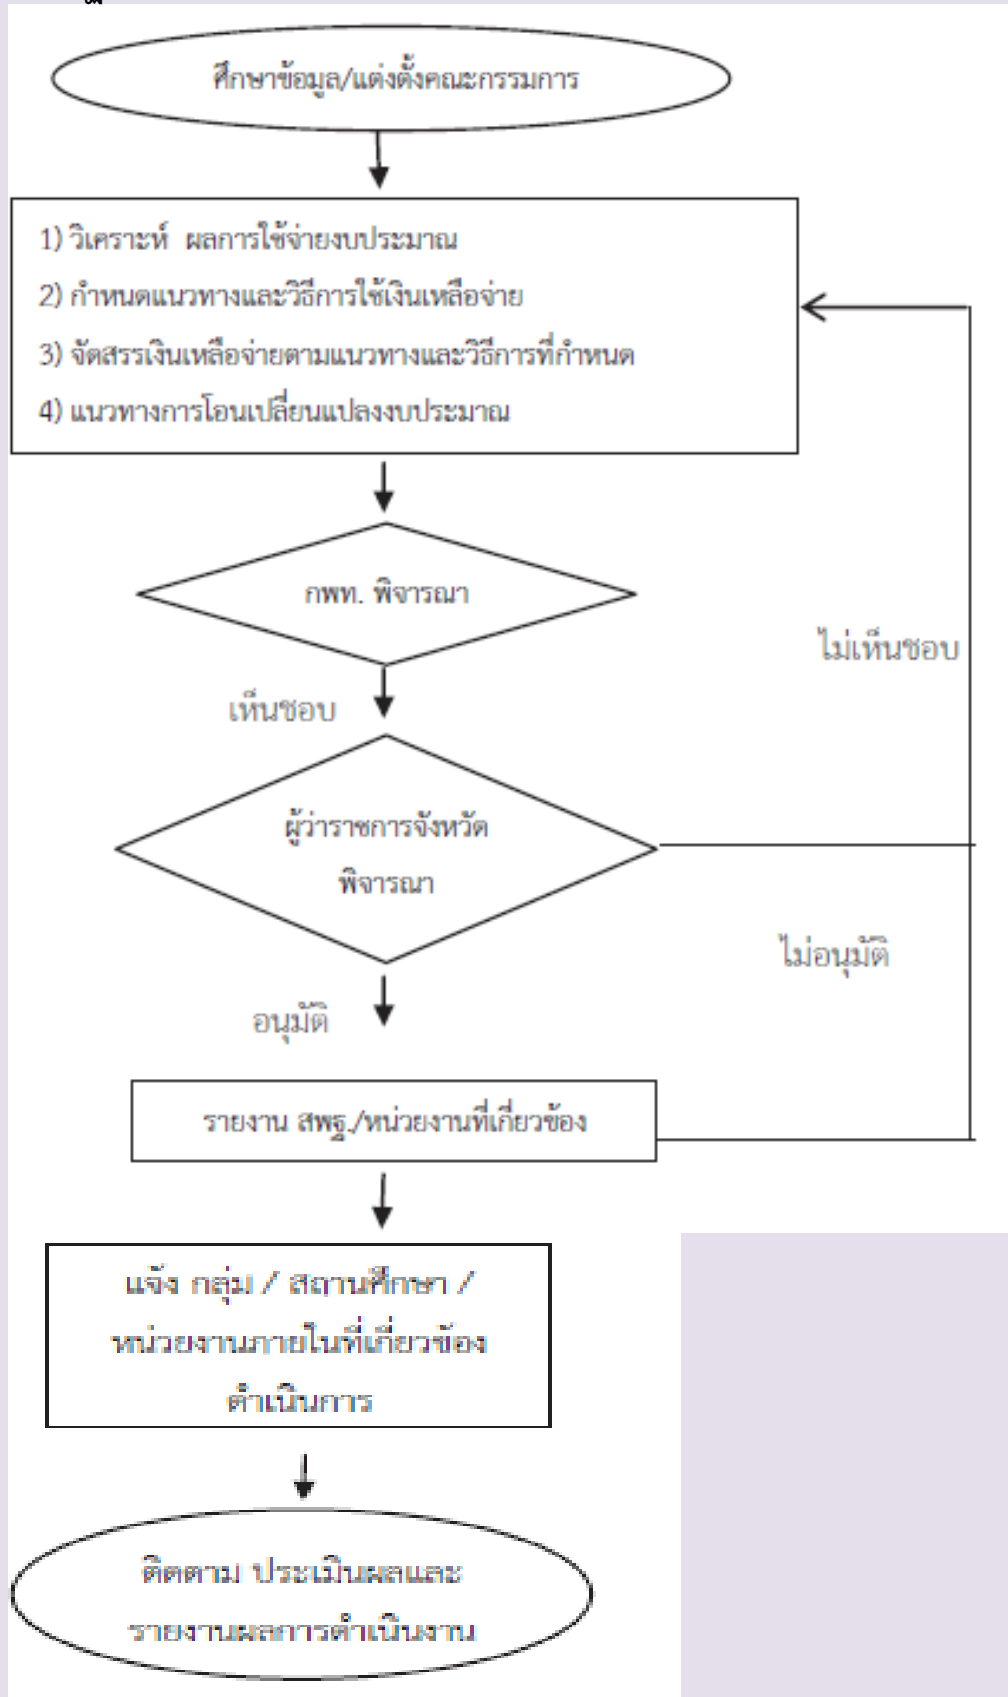 ศึกษาข้อมูล/แต่งตั้งคณะกรรมการ
1) วิเคราะห์ ผลการใช้จ่ายงบประมาณ
2) กำหนดแนวทางและวิธีการใช้เงินเหลือจ่าย
3) จัดสรรเงินเหลือจ่ายตามแนวทางและวิธีการที่กำหนด
4) แนวทางการโอนเปลี่ยนแปลงงบประมาณ
กพท. พิจารณา
ไม่เห็นชอบ
เห็นชอบ
ผู้ว่าราชการจังหวัด
พิจารณา
ไม่อนุมัติ
อนุมัติ
รายงาน สพฐ./หน่วยงานที่เกี่ยวข้อง
แจ้ง กลุ่ม / สถานศึกษา /
หน่วยงานภายในที่เกี่ยวข้อง
ดำเนินการ
ติดตาม ประเมินผลและ
รายงานผลการดำเนินงาน